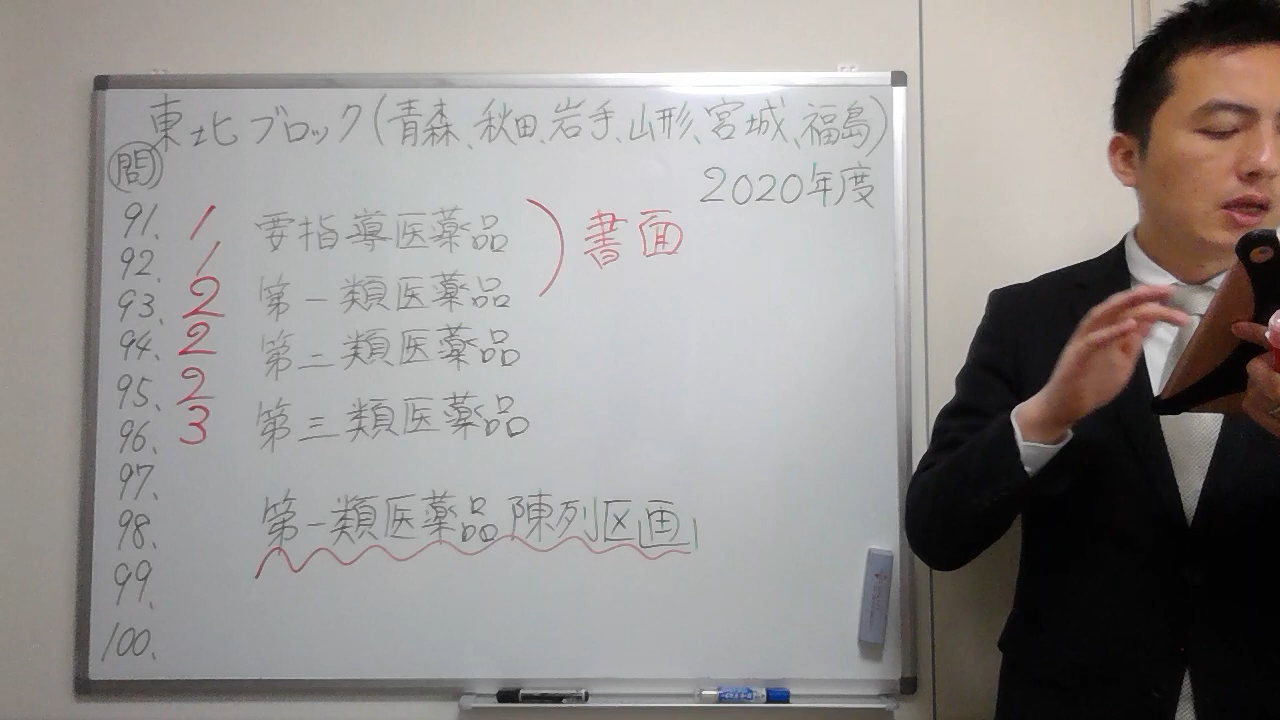 東北ブロック(青森、秋田、岩手、山形、宮城、福島)
問
2020年度
91. 1 要指導医薬品 ) 書面
92. 1
93. 2 第一類医薬品
94. 2 第二類医薬品
95. 2
96. 3 第三類医薬品
97.
98. 第一類医薬品陳列区画
99.
100.